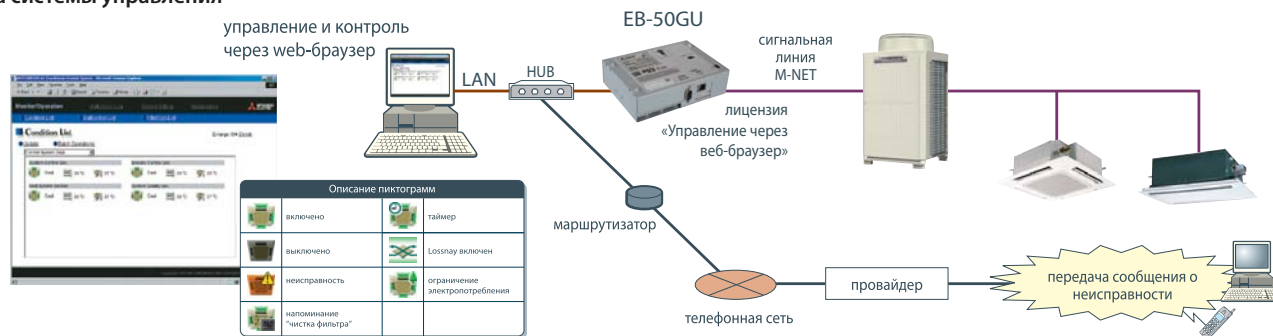 а системы управления
управление и контроль
через web-браузер
LAN
HUB
EB-50GU
сигнальная
линия
M-NET
лицензия
«Управление через
веб-браузер»
Condition List
Описание пиктограмм
включено
таймер
выключено
Lossnay включен
неисправность
ограничение
электропотребления
напоминание
"чистка фильтра"
маршрутизатор
телефонная сеть
провайдер
передача сообщения о
неисправности